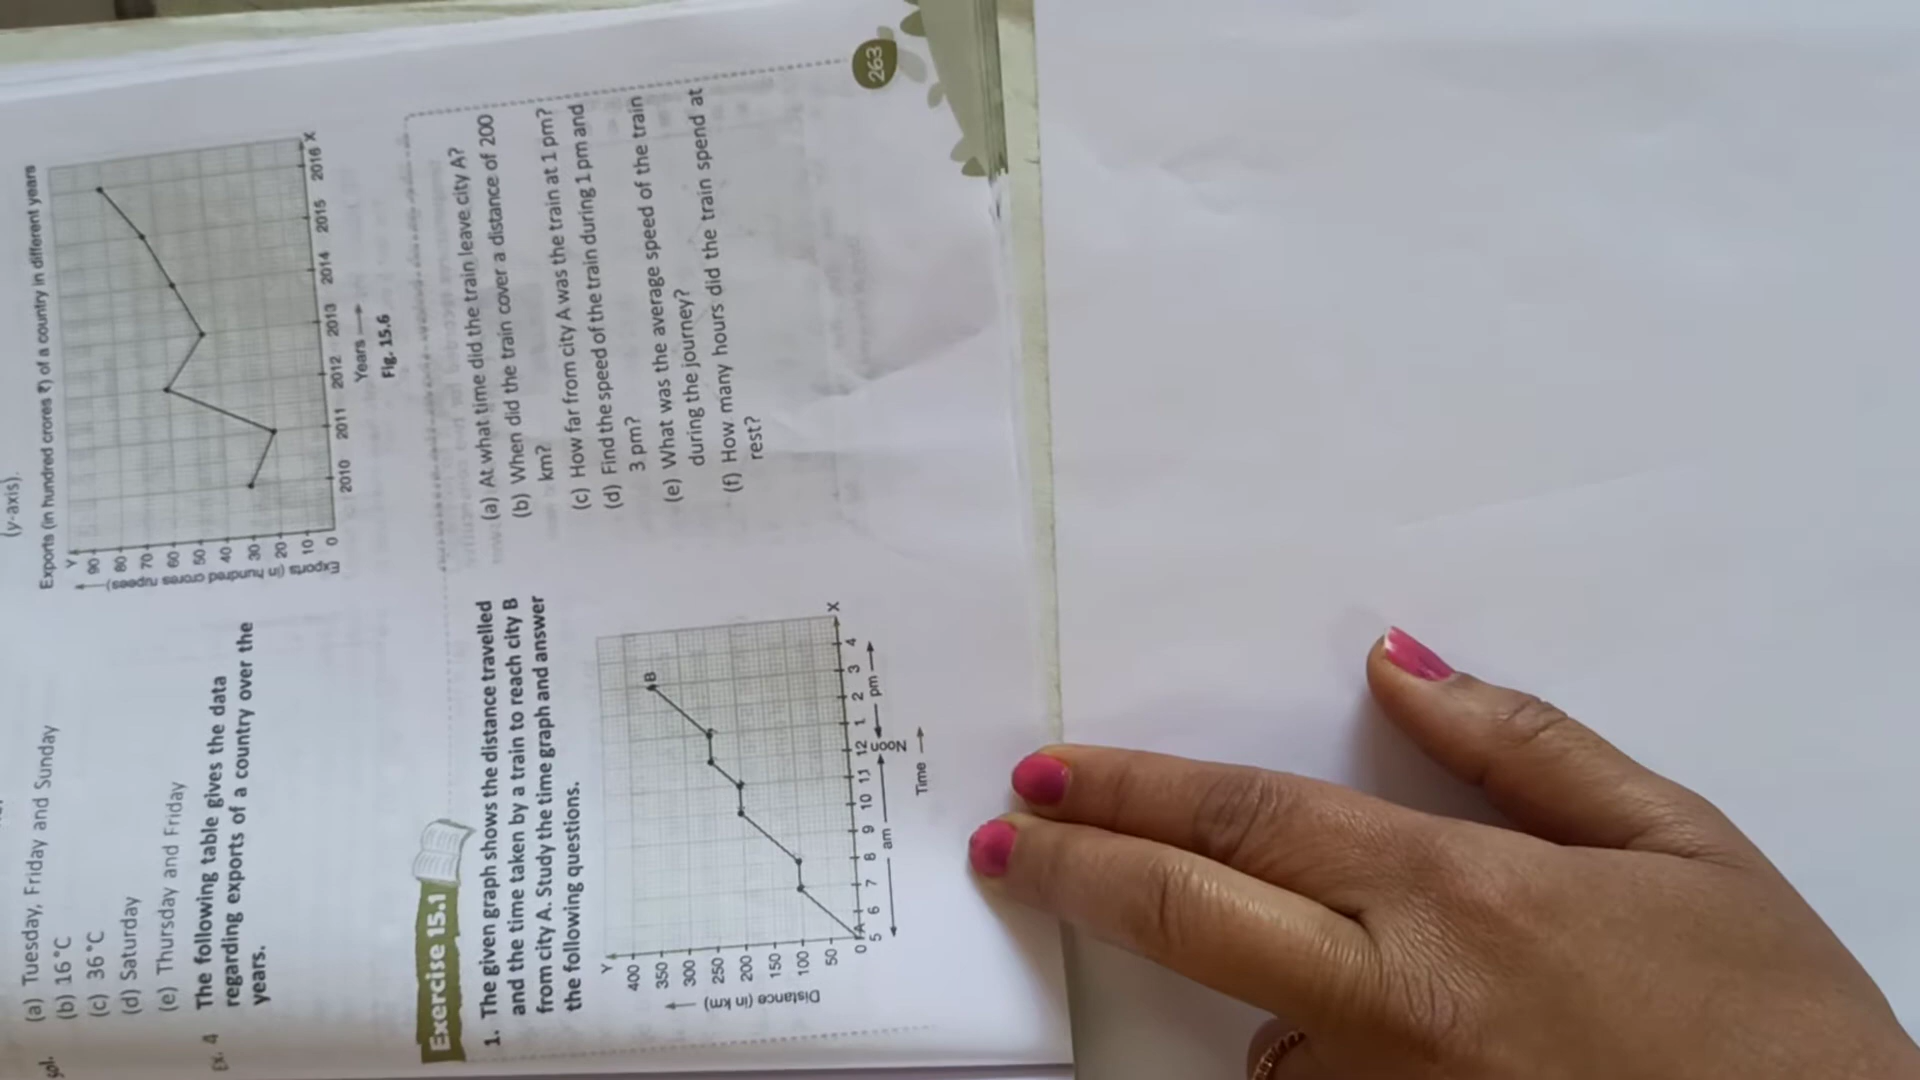 (y-axis).
(a) Tuesday, Friday and Sunday
Sol.
(b) 16°C
(c) 36°C
(d) Saturday
(e) Thursday and Friday
Ex. 4 The following table gives the data
regarding exports of a country over the
years.
Exports (in hundred crores ₹) of a country in different years
Y
90
80
70
60
50
40
30
20
10
0
Exports (in hundred crores rupees)
2010 2011 2012 2013 2014 2015 2016 X
Years
Fig. 15.6
Exercise 15.1
1. The given graph shows the distance travelled
and the time taken by a train to reach city B
from city A. Study the time graph and answer
the following questions.
Y
400
350
300
250
200
150
100
50
0
Distance (in km)
A
B
5 6 7 8 9 10 11 12 1 2 3 4 X
am Noon pm
Time
(a) At what time did the train leave city A?
(b) When did the train cover a distance of 200
km?
(c) How far from city A was the train at 1 pm?
(d) Find the speed of the train during 1 pm and
3 pm?
(e) What was the average speed of the train
during the journey?
(f) How many hours did the train spend at
rest?
263